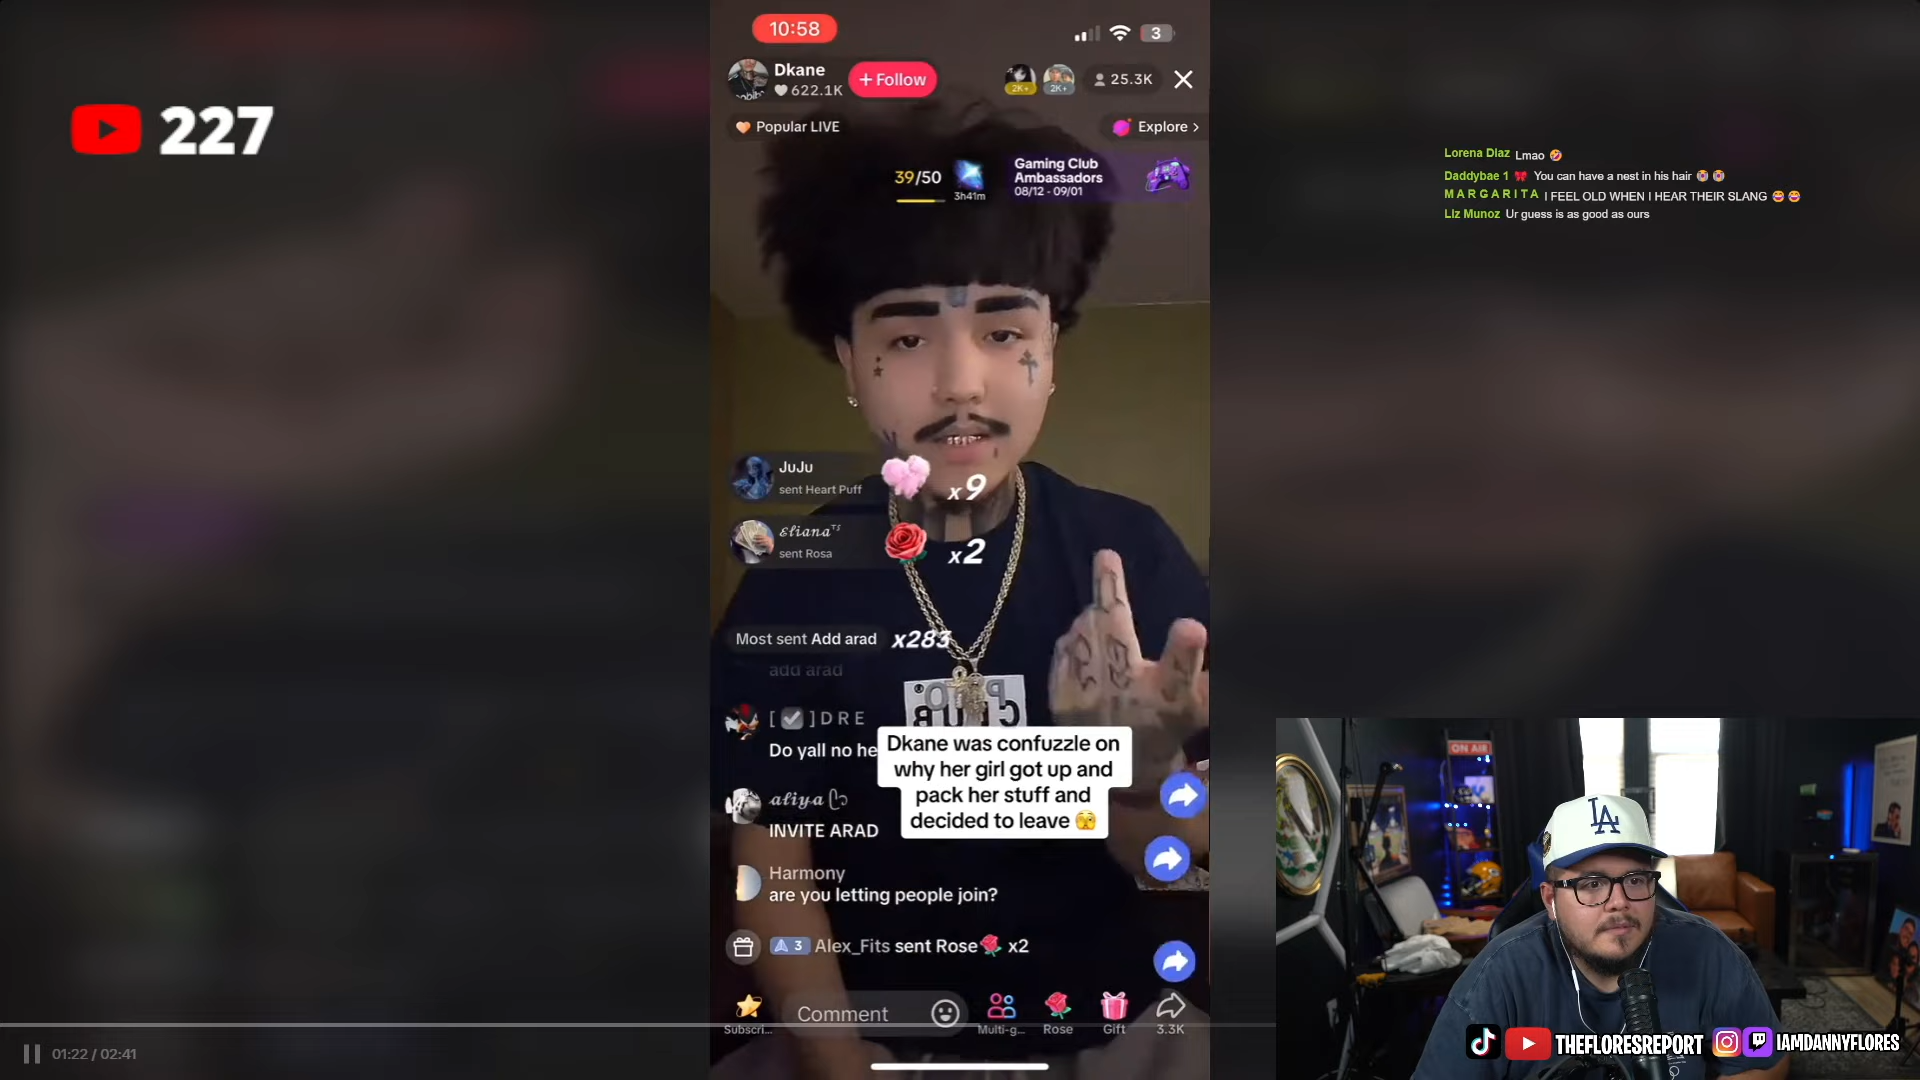 10:58
3
Dkane
622.1K
+ Follow
2K+
2K+
25.3K
Popular LIVE
Explore >
227
39/50
3h41m
Gaming Club
Ambassadors
08/12 - 09/01
Lorena Diaz Lmao 🤣
Daddybae 1 🎀 You can have a nest in his hair 😭 😭
M A R G A R I T A I FEEL OLD WHEN I HEAR THEIR SLANG 😂 😂
Liz Munoz Ur guess is as good as ours
JuJu
sent Heart Puff
x9
Eliana ᵀˢ
sent Rosa
x2
Most sent Add arad x283
add arad
[ ✓ ] D R E
Do yall no he
Dkane was confuzzle on
why her girl got up and
pack her stuff and
decided to leave 🫣
aliya
INVITE ARAD
Harmony
are you letting people join?
3 Alex_Fits sent Rose🌹 x2
Comment
Subscri...
Multi-g...
Rose
Gift
3.3K
01:22 / 02:41
ON AIR
LA
THEFLORESREPORT
IAMDANNYFLORES